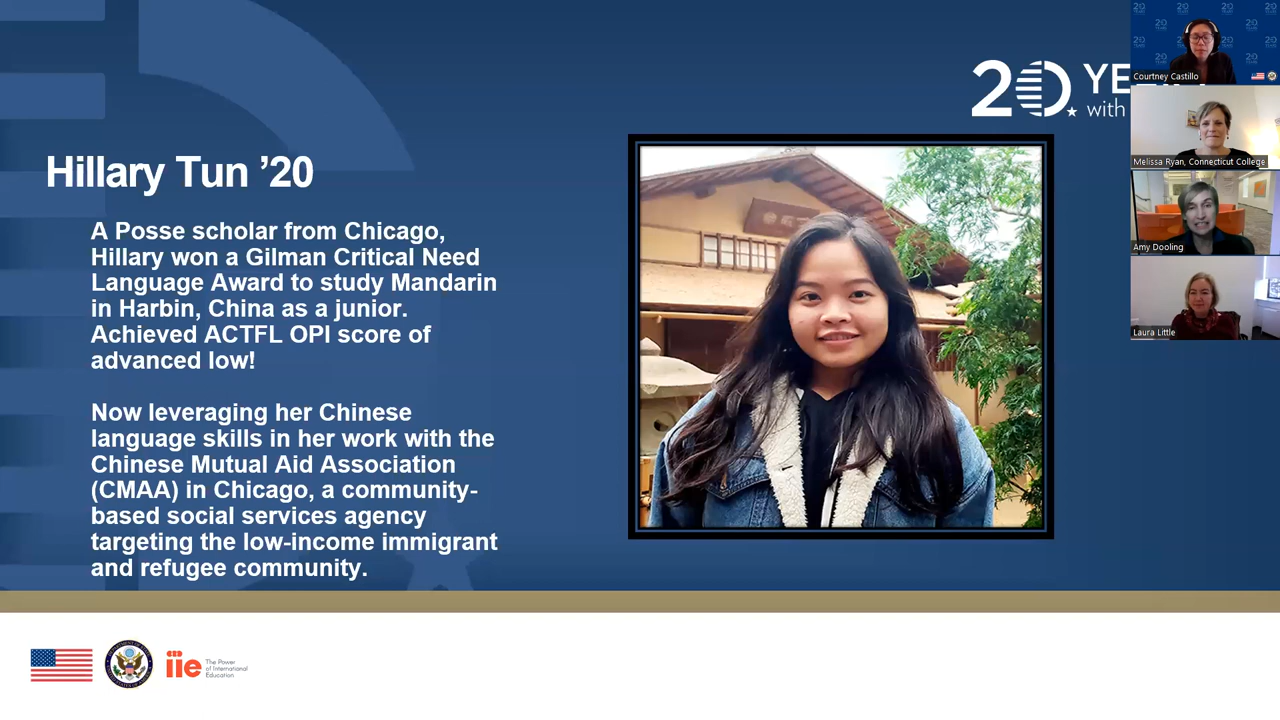 20 YE
with
Hillary Tun ’20
A Posse scholar from Chicago,
Hillary won a Gilman Critical Need
Language Award to study Mandarin
in Harbin, China as a junior.
Achieved ACTFL OPI score of
advanced low!
Now leveraging her Chinese
language skills in her work with the
Chinese Mutual Aid Association
(CMAA) in Chicago, a community-
based social services agency
targeting the low-income immigrant
and refugee community.
Courtney Castillo
Melissa Ryan, Connecticut College
Amy Dooling
Laura Little
iie
The Power
of International
Education